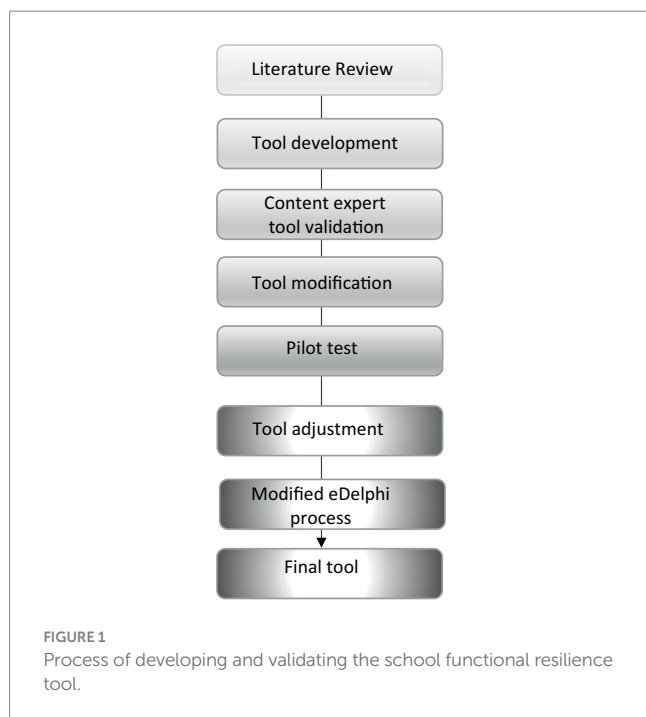 Literature Review
Tool development
Content expert
tool validation
Tool modification
Pilot test
Tool adjustment
Modified eDelphi
process
Final tool
FIGURE 1
Process of developing and validating the school functional resilience
tool.